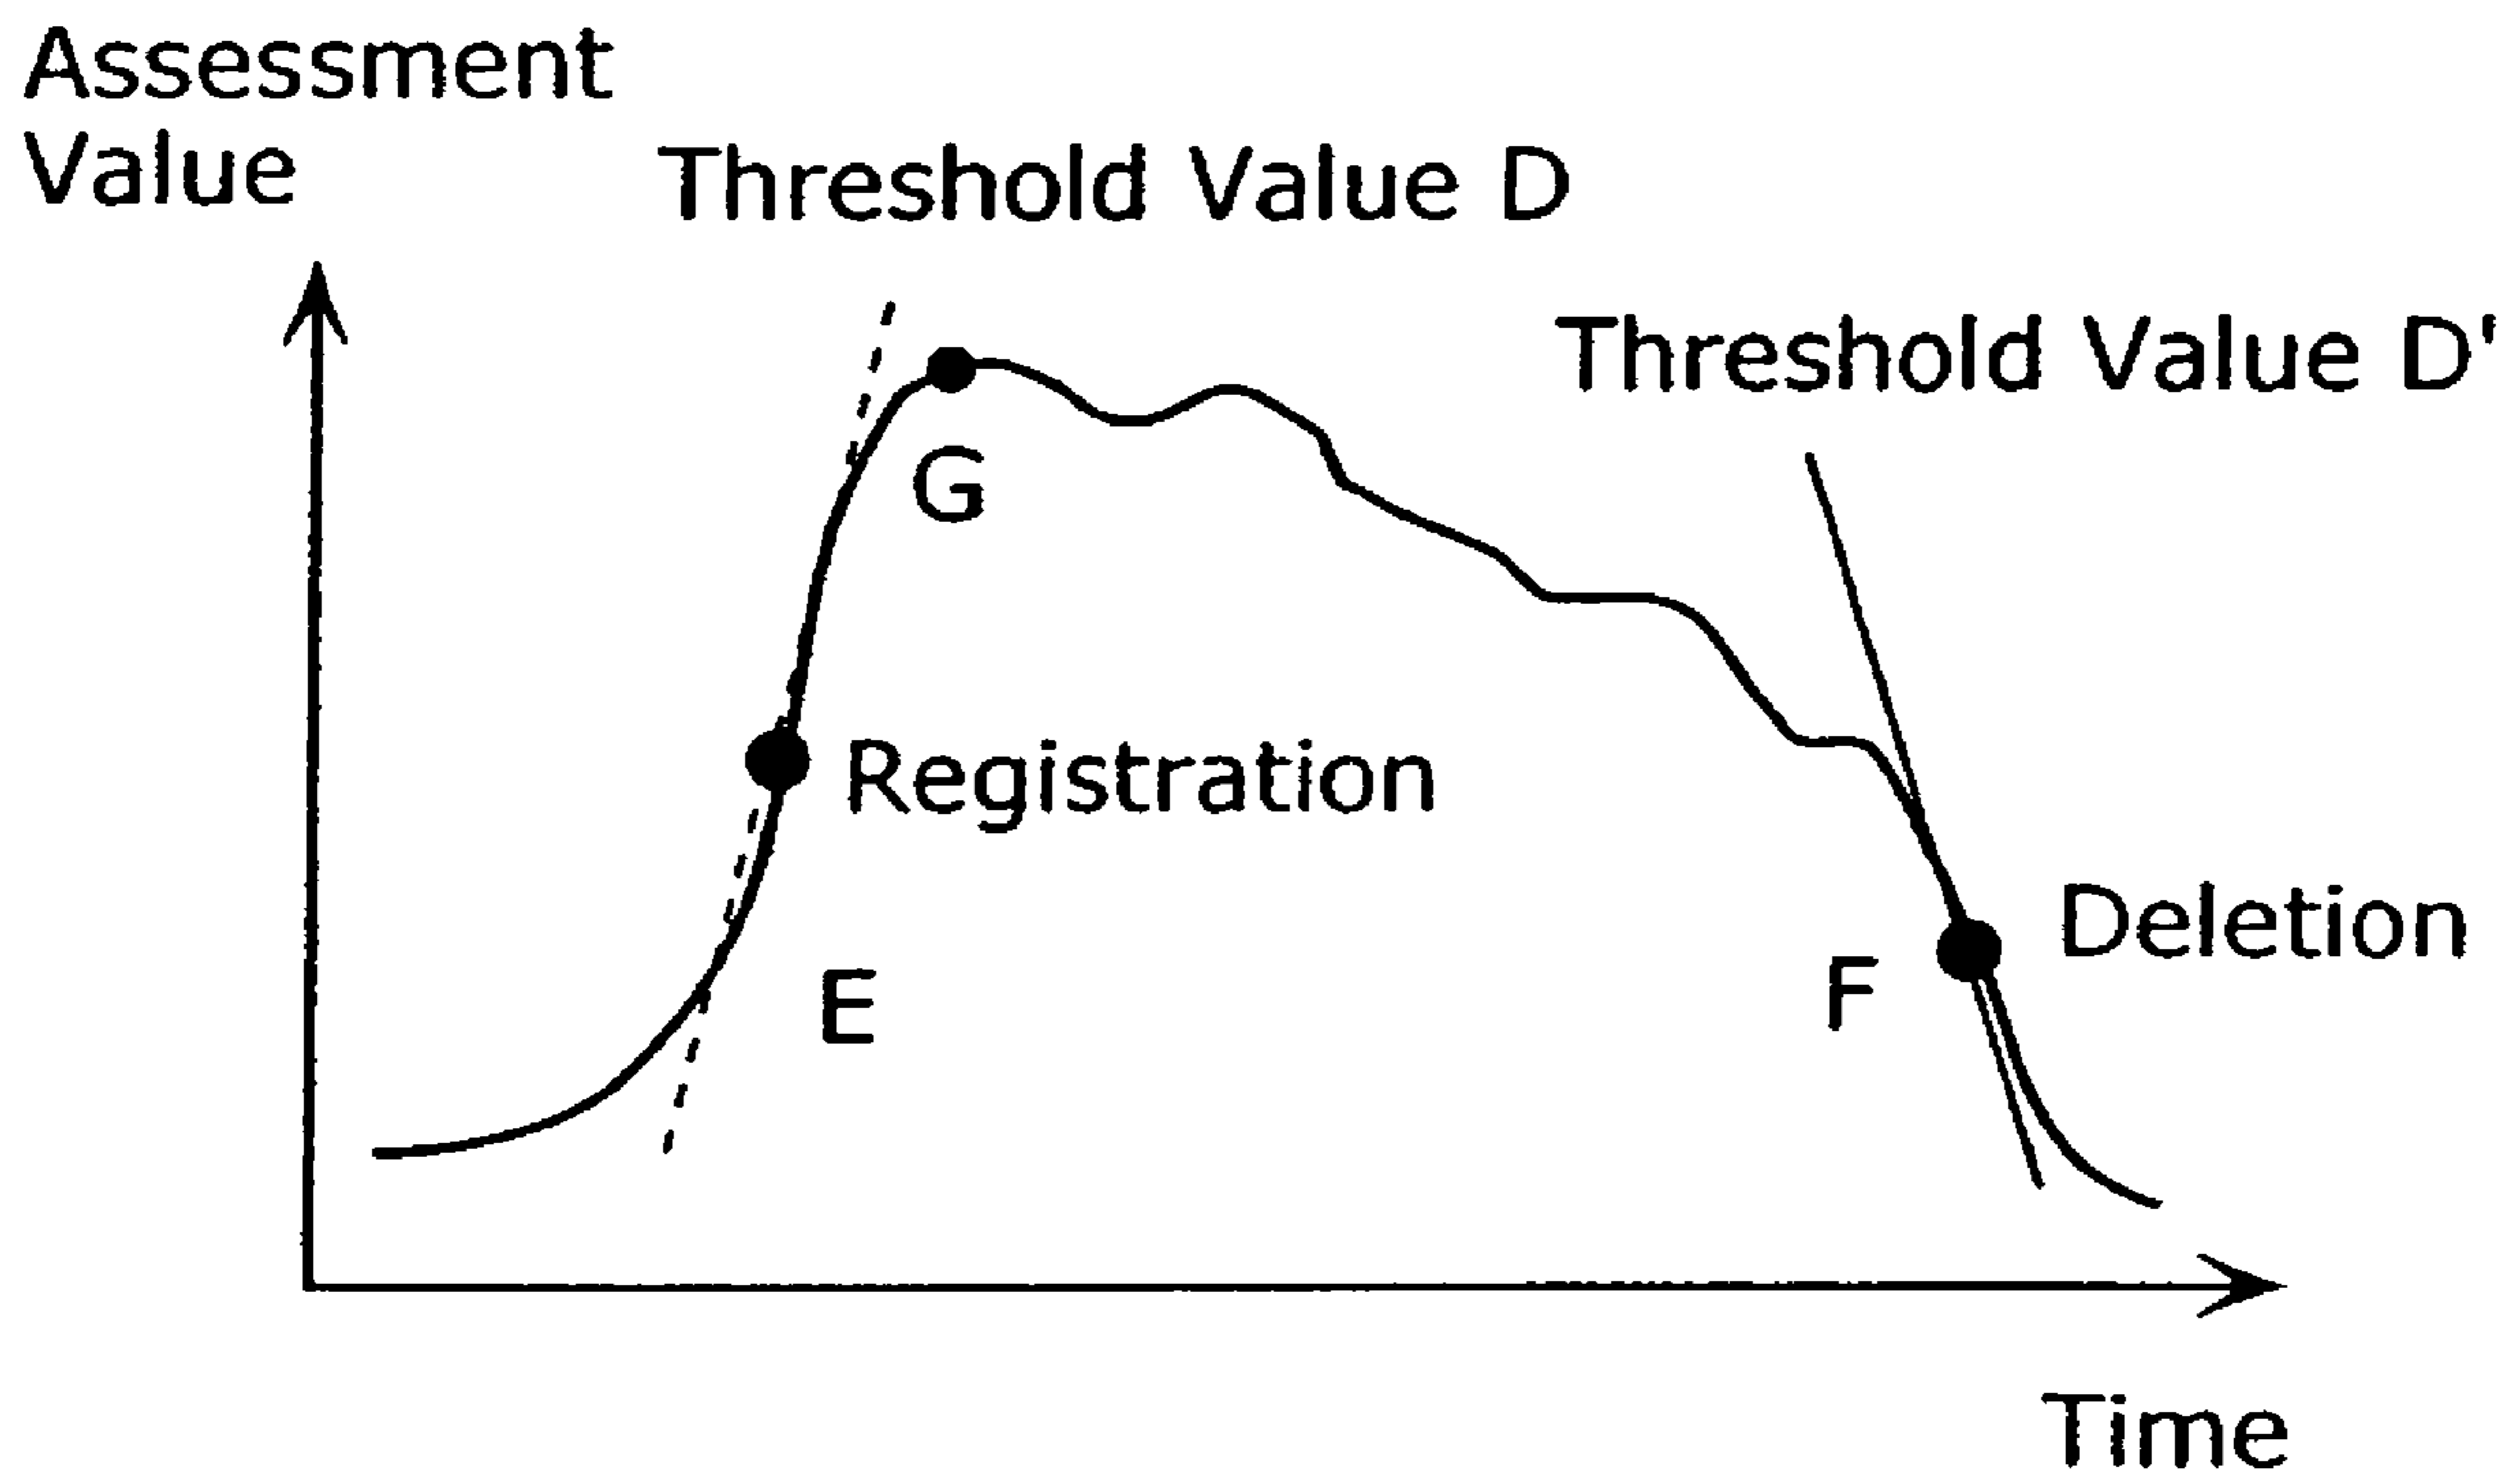 Assessment
Value
Threshold Value D
Threshold Value D'
G
Registration
Deletion
E
F
Time